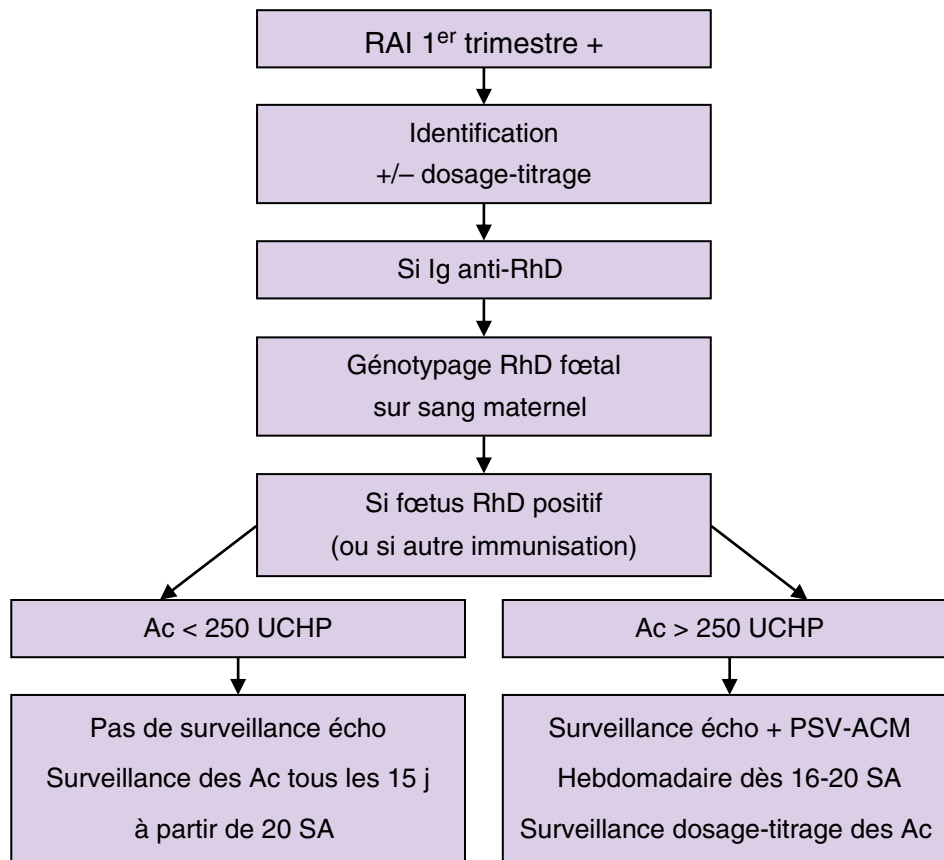 RAI 1er trimestre +
Identification
+/– dosage-titrage
Si Ig anti-RhD
Génotypage RhD fœtal
sur sang maternel
Si fœtus RhD positif
(ou si autre immunisation)
Ac < 250 UCHP
Ac > 250 UCHP
Pas de surveillance écho
Surveillance des Ac tous les 15 j
à partir de 20 SA
Surveillance écho + PSV-ACM
Hebdomadaire dès 16-20 SA
Surveillance dosage-titrage des Ac